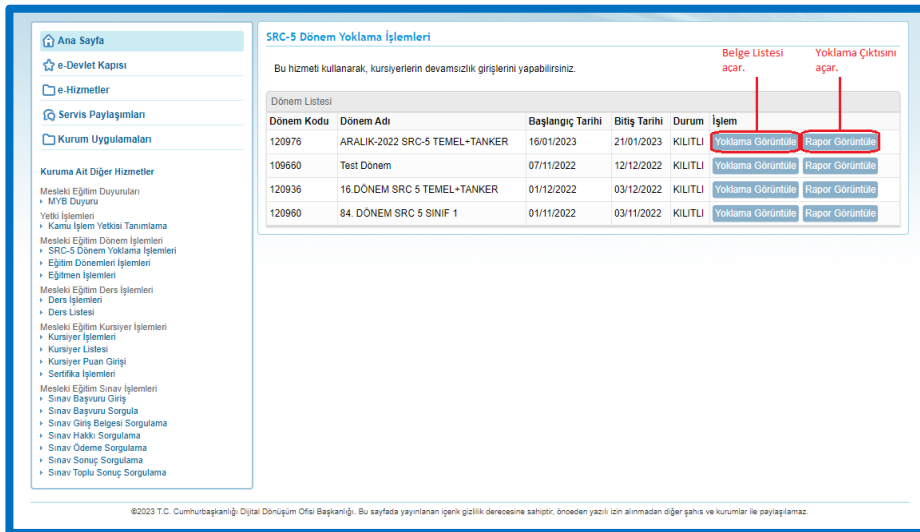 Ana Sayfa
e-Devlet Kapısı
e-Hizmetler
Servis Paylaşımları
Kurum Uygulamaları
Kuruma Ait Diğer Hizmetler
Mesleki Eğitim Duyuruları
MYB Duyuru
Yetki İşlemleri
Kamu İşlem Yetkisi Tanımlama
Mesleki Eğitim Dönem İşlemleri
SRC-5 Dönem Yoklama İşlemleri
Eğitim Dönemleri İşlemleri
Eğitmen İşlemleri
Mesleki Eğitim Ders İşlemleri
Ders İşlemleri
Ders Listesi
Mesleki Eğitim Kursiyer İşlemleri
Kursiyer İşlemleri
Kursiyer Listesi
Kursiyer Puan Girişi
Sertifika İşlemleri
Mesleki Eğitim Sınav İşlemleri
Sınav Başvuru Giriş
Sınav Başvuru Sorgula
Sınav Giriş Belgesi Sorgulama
Sınav Hakkı Sorgulama
Sınav Ödeme Sorgulama
Sınav Sonuç Sorgulama
Sınav Toplu Sonuç Sorgulama
SRC-5 Dönem Yoklama İşlemleri
Belge Listesi
açar.
Yoklama Çıktısını
açar.
Bu hizmeti kullanarak, kursiyerlerin devamsızlık girişlerini yapabilirsiniz.
Dönem Listesi
Dönem Kodu Dönem Adı Başlangıç Tarihi Bitiş Tarihi Durum İşlem
120976 ARALIK-2022 SRC-5 TEMEL+TANKER 16/01/2023 21/01/2023 KILITLI Yoklama Görüntüle Rapor Görüntüle
109660 Test Dönem 07/11/2022 12/12/2022 KILITLI Yoklama Görüntüle Rapor Görüntüle
120936 16.DÖNEM SRC 5 TEMEL+TANKER 01/12/2022 03/12/2022 KILITLI Yoklama Görüntüle Rapor Görüntüle
120960 84. DÖNEM SRC 5 SINIF 1 01/11/2022 03/11/2022 KILITLI Yoklama Görüntüle Rapor Görüntüle
©2023 T.C. Cumhurbaşkanlığı Dijital Dönüşüm Ofisi Başkanlığı. Bu sayfada yayınlanan içerik gizlilik derecesine sahiptir, önceden yazılı izin alınmadan diğer şahıs ve kurumlar ile paylaşılamaz.